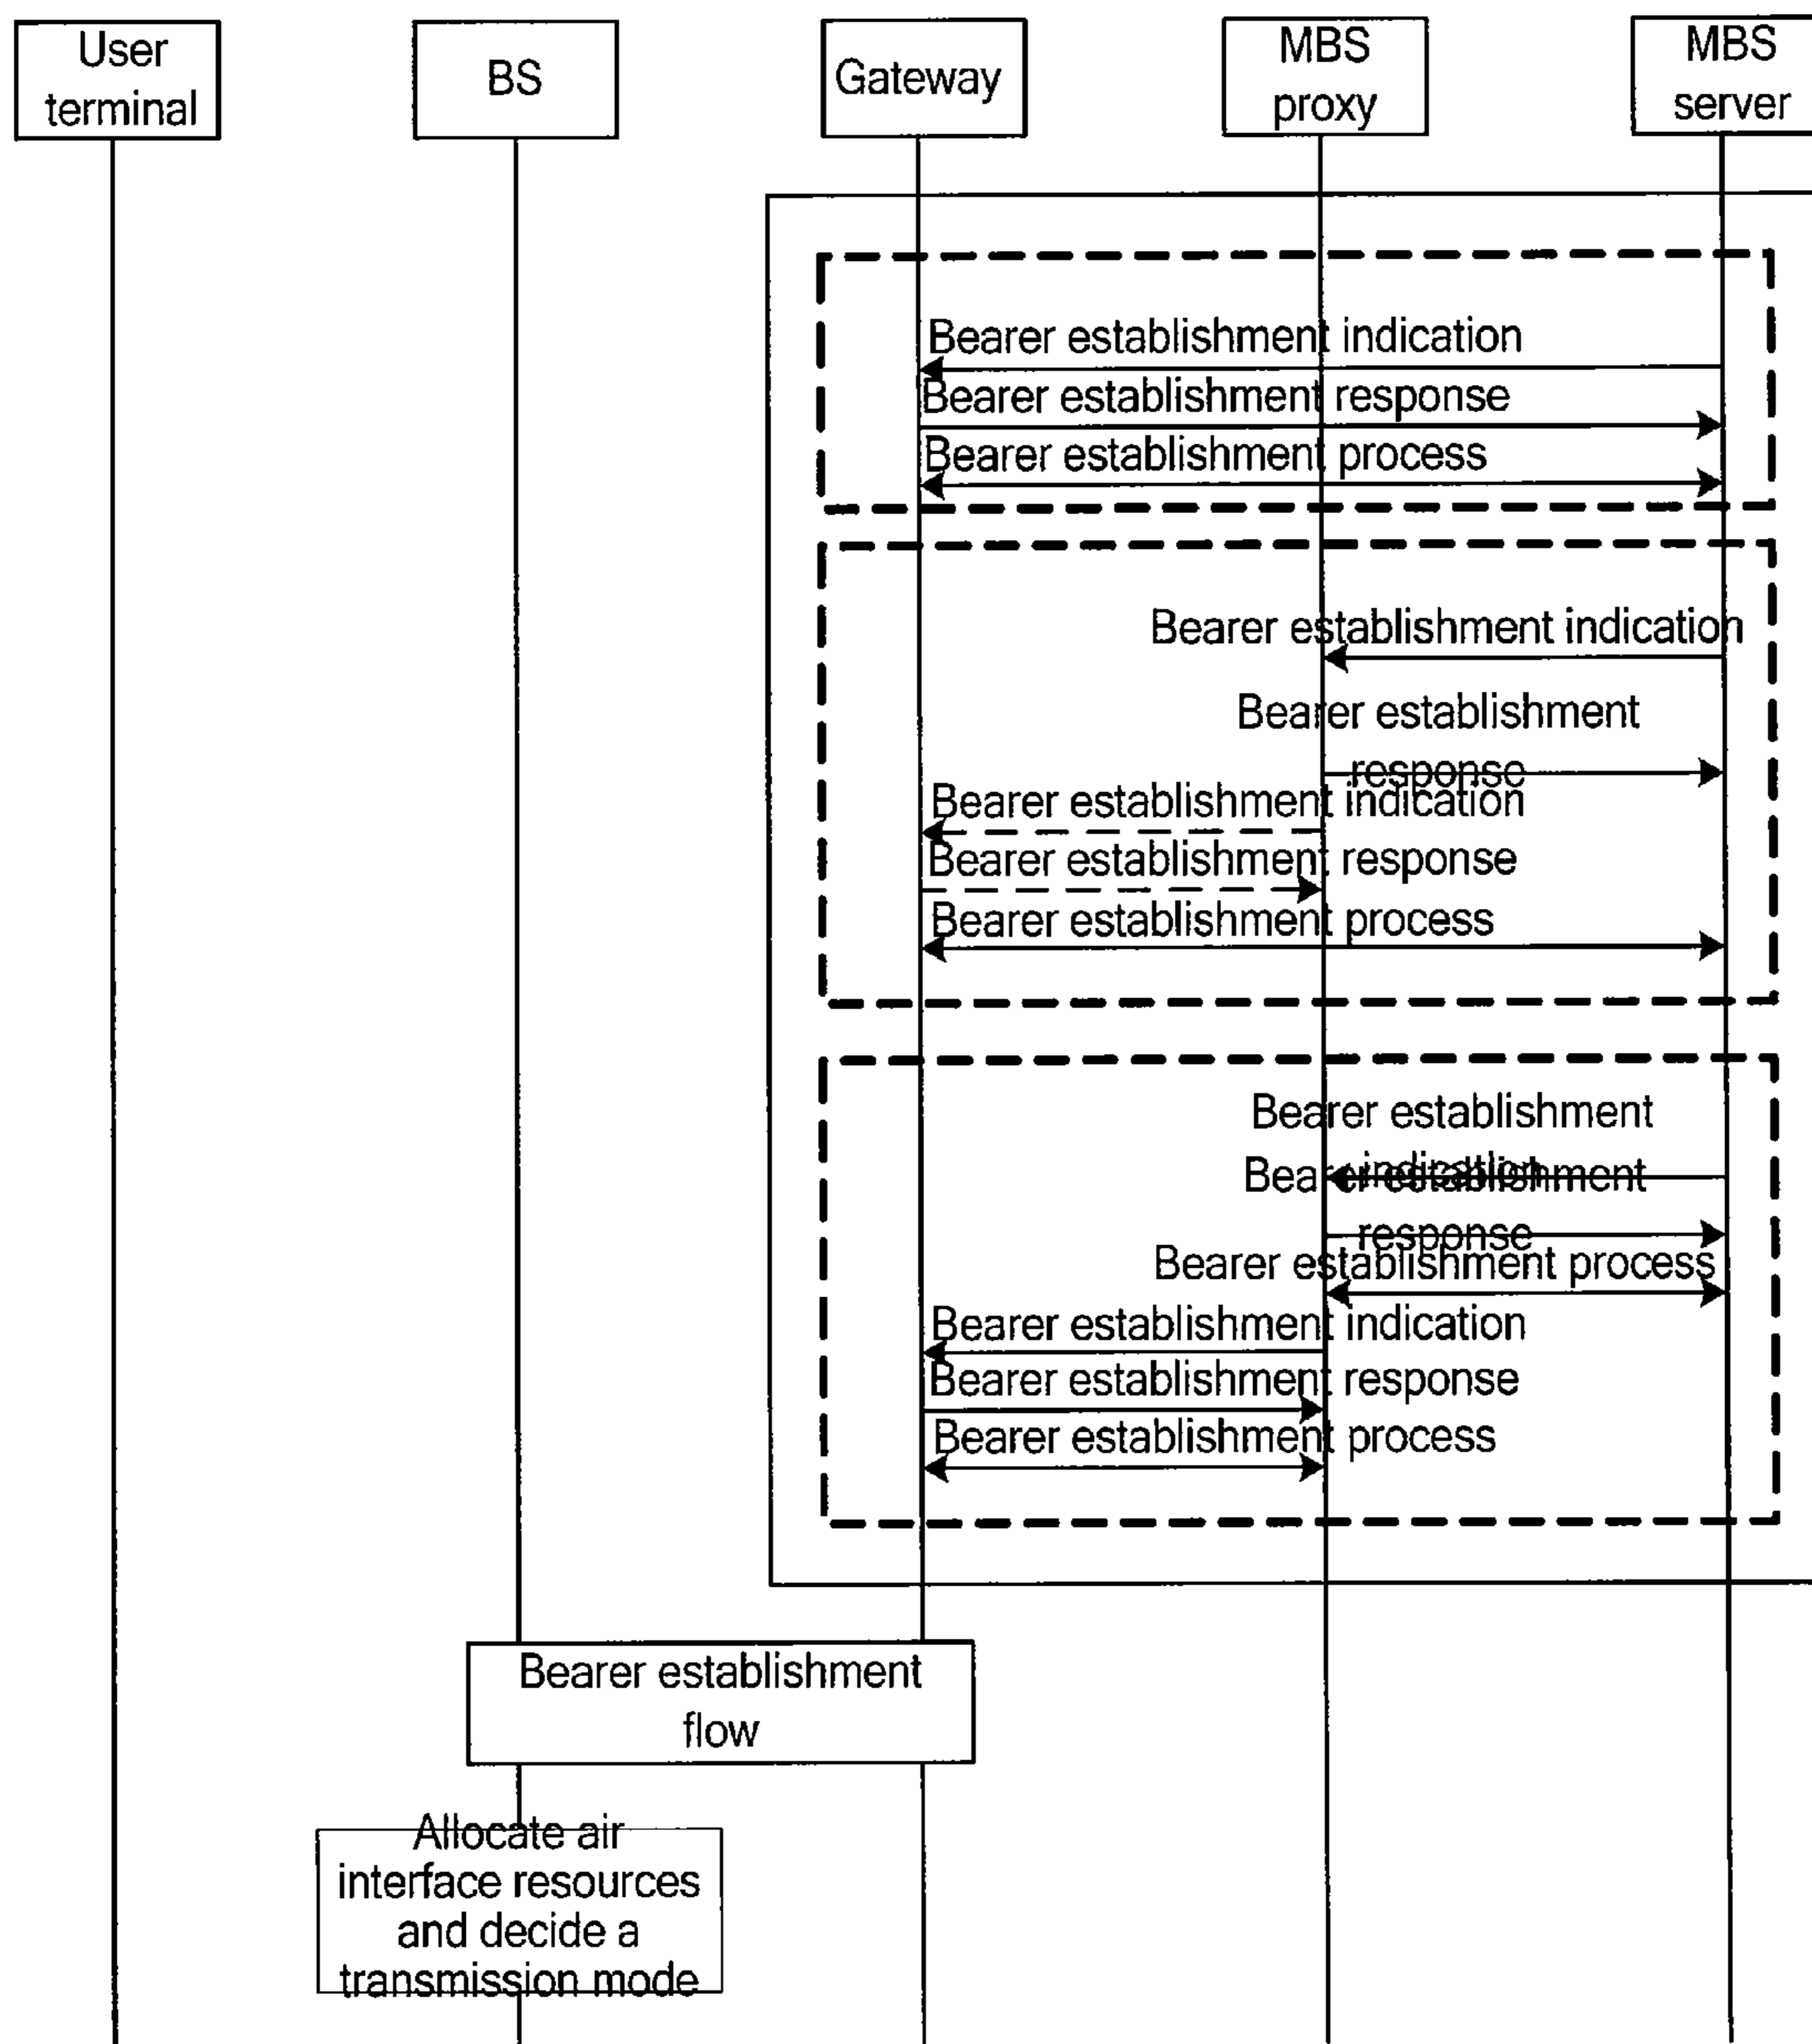 User
terminal
BS
Gateway
MBS
proxy
MBS
server
Bearer establishment indication
Bearer establishment response
Bearer establishment process
Bearer establishment indication
Bearer establishment
response
Bearer establishment indication
Bearer establishment response
Bearer establishment process
Bearer establishment
indication
Bearer establishment
response
Bearer establishment process
Bearer establishment indication
Bearer establishment response
Bearer establishment process
Bearer establishment
flow
Allocate air
interface resources
and decide a
transmission mode